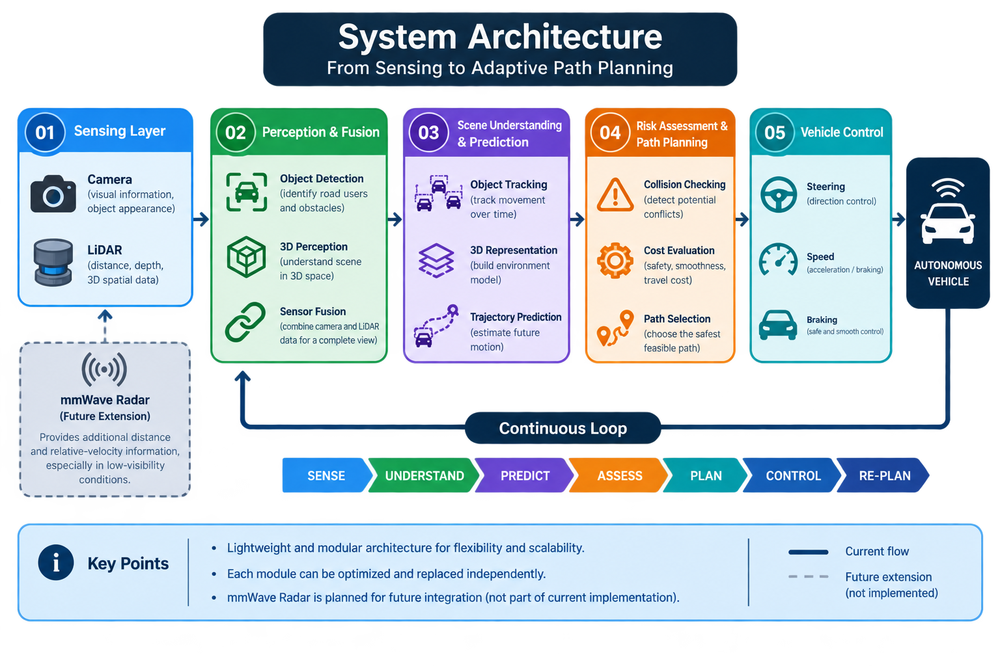 System Architecture
From Sensing to Adaptive Path Planning
01 Sensing Layer
Camera
(visual information,
object appearance)
LiDAR
(distance, depth,
3D spatial data)
mmWave Radar
(Future Extension)
Provides additional distance
and relative-velocity information,
especially in low-visibility
conditions.
02 Perception & Fusion
Object Detection
(identify road users
and obstacles)
3D Perception
(understand scene
in 3D space)
Sensor Fusion
(combine camera and LiDAR
data for a complete view)
03 Scene Understanding
& Prediction
Object Tracking
(track movement
over time)
3D Representation
(build environment
model)
Trajectory Prediction
(estimate future
motion)
04 Risk Assessment &
Path Planning
Collision Checking
(detect potential
conflicts)
Cost Evaluation
(safety, smoothness,
travel cost)
Path Selection
(choose the safest
feasible path)
05 Vehicle Control
Steering
(direction control)
Speed
(acceleration / braking)
Braking
(safe and smooth control)
AUTONOMOUS
VEHICLE
Continuous Loop
SENSE UNDERSTAND PREDICT ASSESS PLAN CONTROL RE-PLAN
i Key Points
• Lightweight and modular architecture for flexibility and scalability.
• Each module can be optimized and replaced independently.
• mmWave Radar is planned for future integration (not part of current implementation).
Current flow
Future extension
(not implemented)